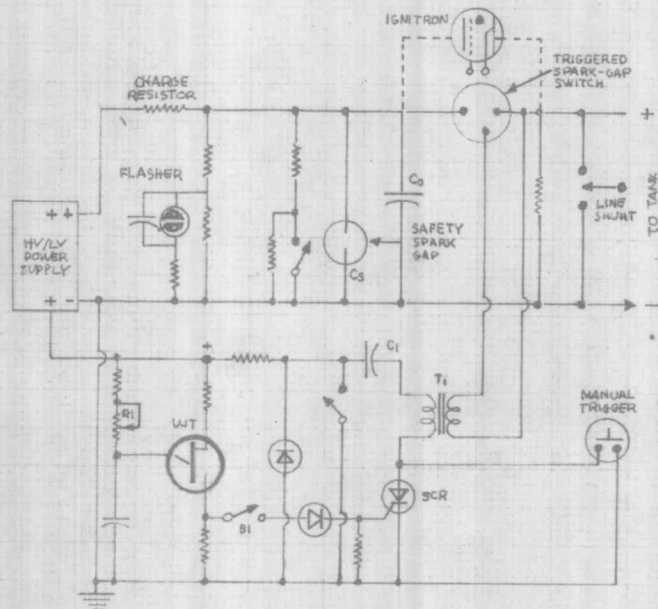 IGNITRON
TRIGGERED
SPARK-GAP
SWITCH
CHARGE
RESISTOR
+
FLASHER
C0
LINE
SHUNT
TO TANK
+ +
HV/LV
POWER
SUPPLY
+ -
SAFETY
SPARK
GAP
CS
-
+
C1
T1
MANUAL
TRIGGER
R1
WT
SCR
S1